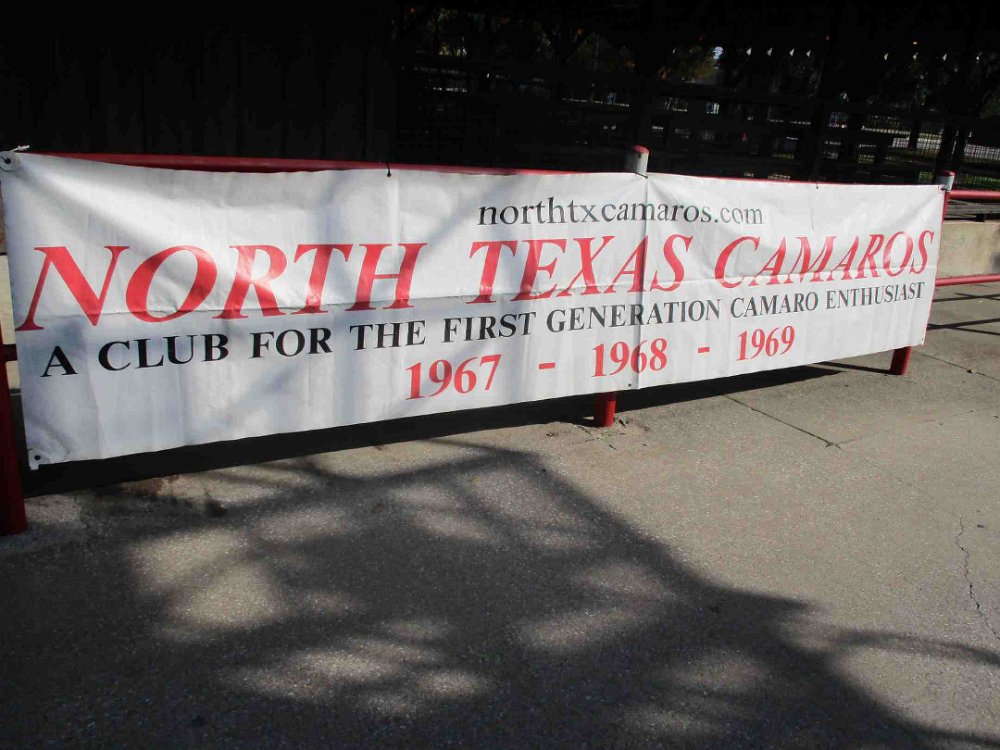 northtxcamaros.com
NORTH TEXAS CAMAROS
A CLUB FOR THE FIRST GENERATION CAMARO ENTHUSIAST
1967 - 1968 - 1969